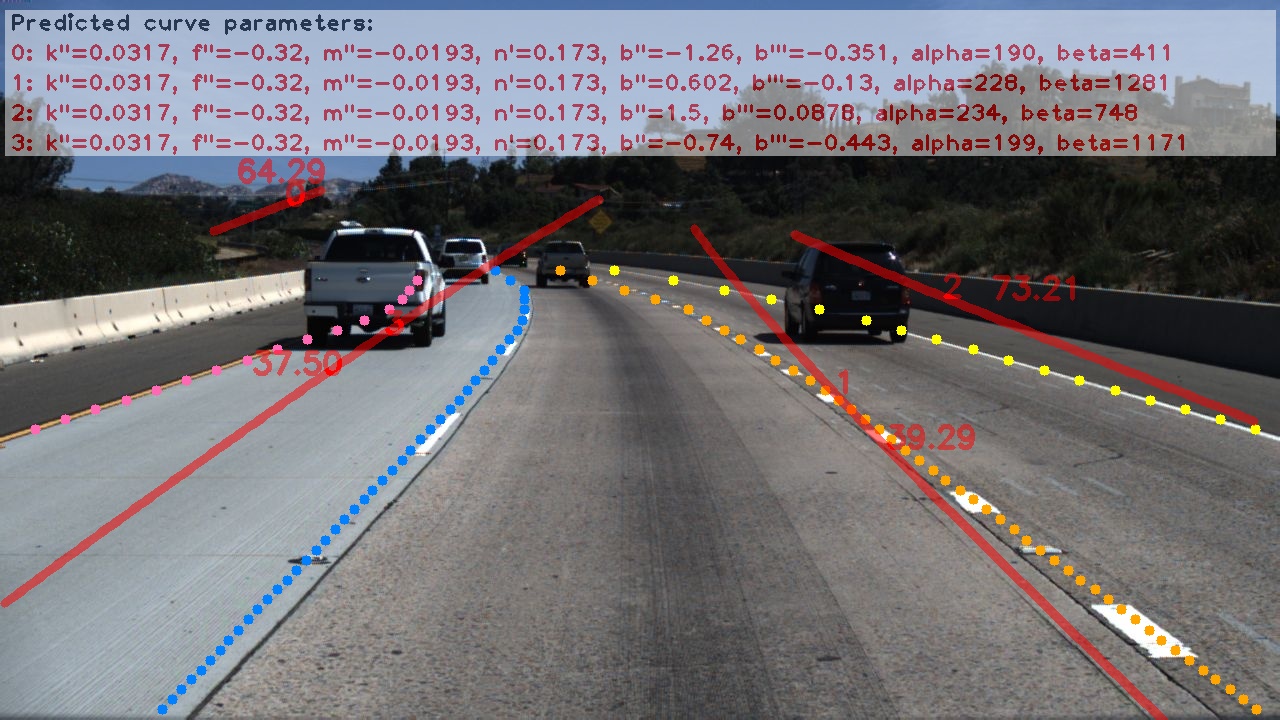 Predicted curve parameters:
0: k''=0.0317, f''=-0.32, m''=-0.0193, n'=0.173, b''=-1.26, b'''=-0.351, alpha=190, beta=411
1: k''=0.0317, f''=-0.32, m''=-0.0193, n'=0.173, b''=0.602, b'''=-0.13, alpha=228, beta=1281
2: k''=0.0317, f''=-0.32, m''=-0.0193, n'=0.173, b''=1.5, b'''=0.0878, alpha=234, beta=748
3: k''=0.0317, f''=-0.32, m''=-0.0193, n'=0.173, b''=-0.74, b'''=-0.443, alpha=199, beta=1171
64.29
0
2 73.21
3
37.50
1
39.29